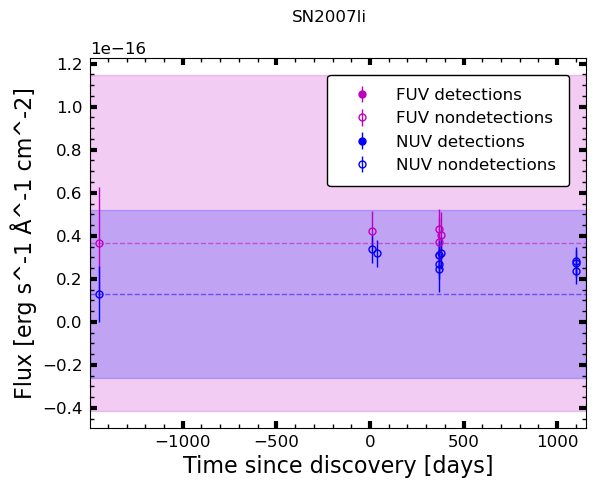 SN2007li
1e−16
1.2
1.0
0.8
0.6
0.4
0.2
0.0
−0.2
−0.4
Flux [erg s^-1 Å^-1 cm^-2]
FUV detections
FUV nondetections
NUV detections
NUV nondetections
−1000 −500 0 500 1000
Time since discovery [days]